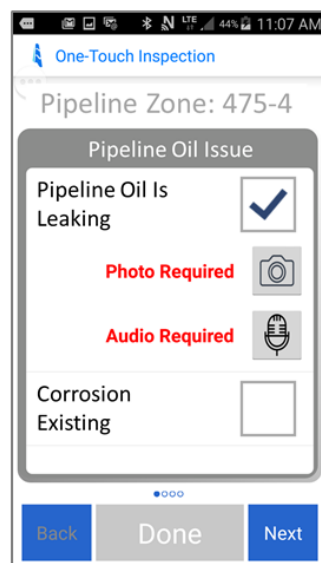 LTE 44% 11:07 AM
One-Touch Inspection
Pipeline Zone: 475-4
Pipeline Oil Issue
Pipeline Oil Is
Leaking
Photo Required
Audio Required
Corrosion
Existing
Back Done Next